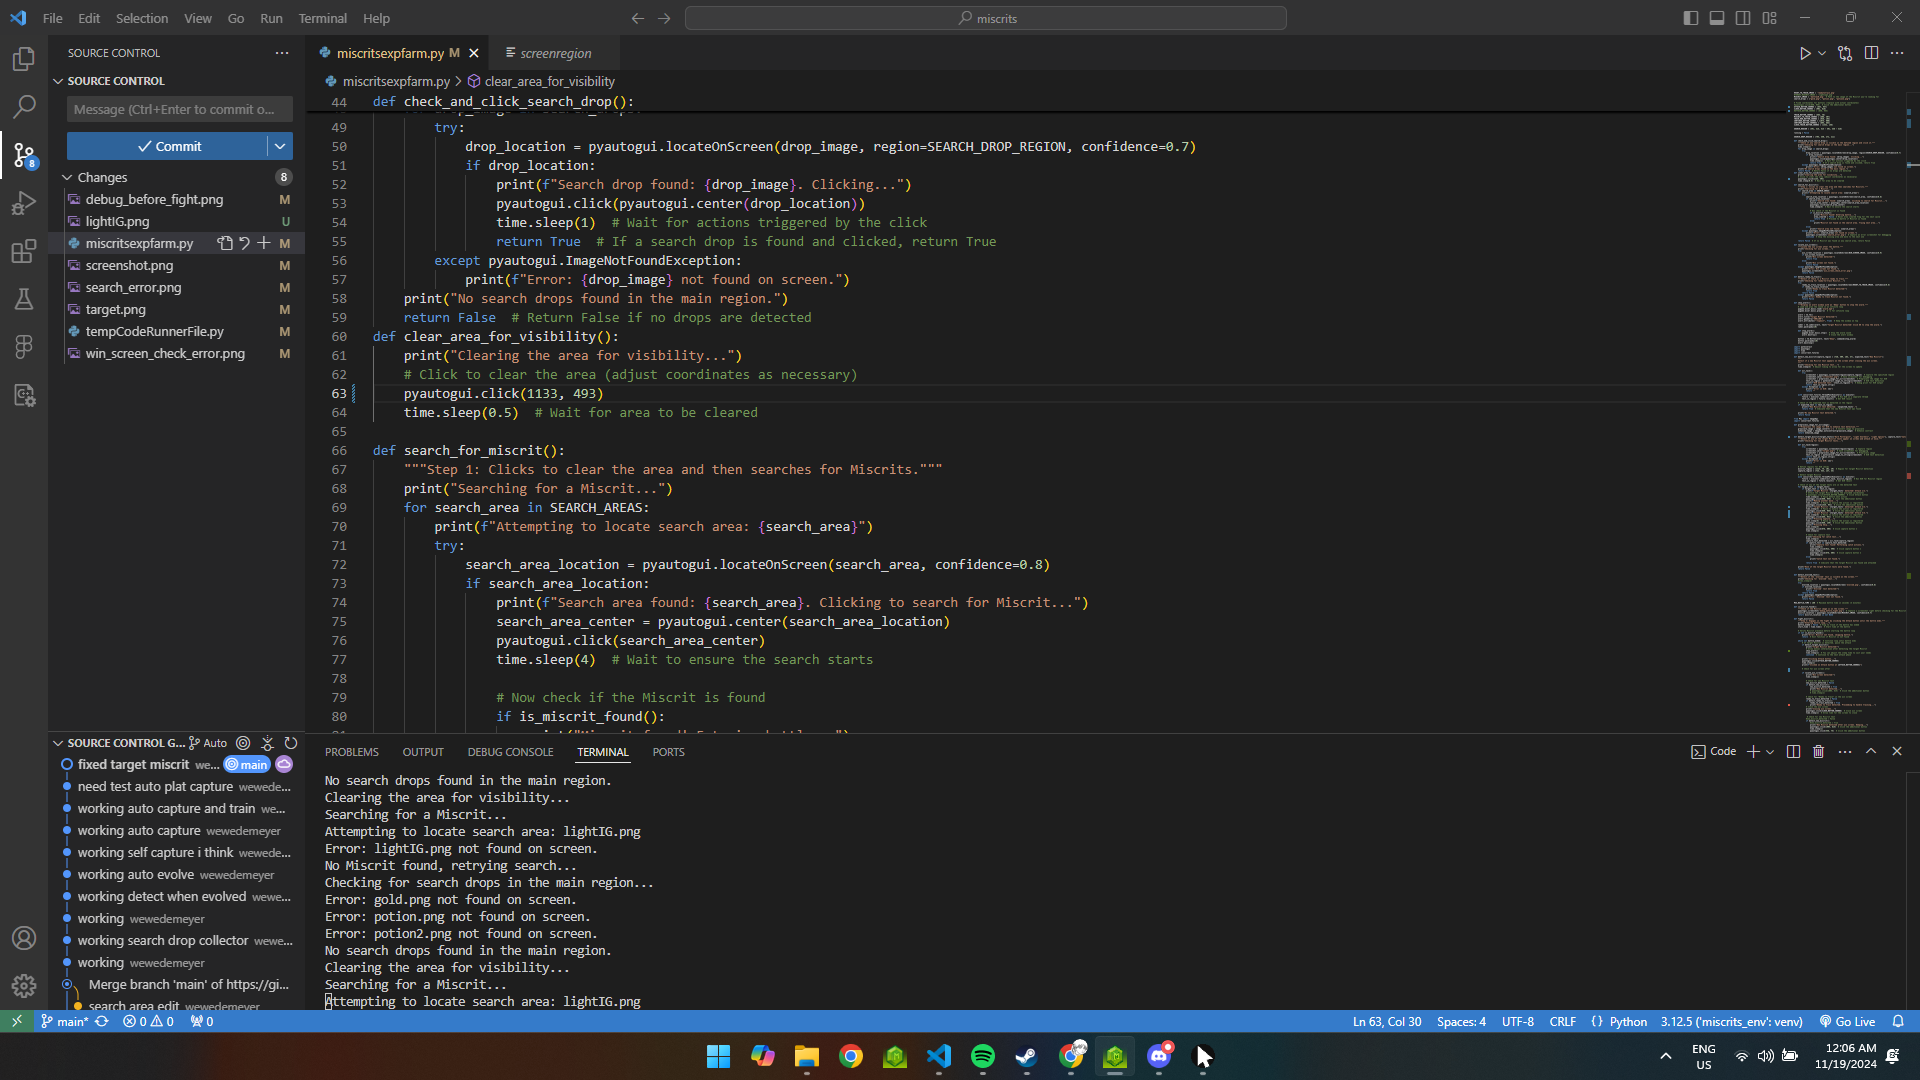 File Edit Selection View Go Run Terminal Help
miscrits
SOURCE CONTROL
SOURCE CONTROL
Message (Ctrl+Enter to commit o...
Commit
Changes 8
debug_before_fight.png M
lightIG.png U
miscritsexpfarm.py M
screenshot.png M
search_error.png M
target.png M
tempCodeRunnerFile.py M
win_screen_check_error.png M
8
SOURCE CONTROL G... Auto
fixed target miscrit we... main
need test auto plat capture wewede...
working auto capture and train we...
working auto capture wewedemeyer
working self capture i think wewede...
working auto evolve wewedemeyer
working detect when evolved wewe...
working wewedemeyer
working search drop collector wewe...
working wewedemeyer
Merge branch 'main' of https://gi...
search area edit wewedemeyer
miscritsexpfarm.py M
screenregion
miscritsexpfarm.py > clear_area_for_visibility
44 def check_and_click_search_drop():
49 try:
50 drop_location = pyautogui.locateOnScreen(drop_image, region=SEARCH_DROP_REGION, confidence=0.7)
51 if drop_location:
52 print(f"Search drop found: {drop_image}. Clicking...")
53 pyautogui.click(pyautogui.center(drop_location))
54 time.sleep(1) # Wait for actions triggered by the click
55 return True # If a search drop is found and clicked, return True
56 except pyautogui.ImageNotFoundException:
57 print(f"Error: {drop_image} not found on screen.")
58 print("No search drops found in the main region.")
59 return False # Return False if no drops are detected
60 def clear_area_for_visibility():
61 print("Clearing the area for visibility...")
62 # Click to clear the area (adjust coordinates as necessary)
63 pyautogui.click(1133, 493)
64 time.sleep(0.5) # Wait for area to be cleared
65
66 def search_for_miscrit():
67 """Step 1: Clicks to clear the area and then searches for Miscrits."""
68 print("Searching for a Miscrit...")
69 for search_area in SEARCH_AREAS:
70 print(f"Attempting to locate search area: {search_area}")
71 try:
72 search_area_location = pyautogui.locateOnScreen(search_area, confidence=0.8)
73 if search_area_location:
74 print(f"Search area found: {search_area}. Clicking to search for Miscrit...")
75 search_area_center = pyautogui.center(search_area_location)
76 pyautogui.click(search_area_center)
77 time.sleep(4) # Wait to ensure the search starts
78
79 # Now check if the Miscrit is found
80 if is_miscrit_found():
PROBLEMS OUTPUT DEBUG CONSOLE TERMINAL PORTS
Code
No search drops found in the main region.
Clearing the area for visibility...
Searching for a Miscrit...
Attempting to locate search area: lightIG.png
Error: lightIG.png not found on screen.
No Miscrit found, retrying search...
Checking for search drops in the main region...
Error: gold.png not found on screen.
Error: potion.png not found on screen.
Error: potion2.png not found on screen.
No search drops found in the main region.
Clearing the area for visibility...
Searching for a Miscrit...
Attempting to locate search area: lightIG.png
main* 0 0 0
Ln 63, Col 30 Spaces: 4 UTF-8 CRLF {} Python 3.12.5 ('miscrits_env': venv) Go Live
ENG
US
12:06 AM
11/19/2024